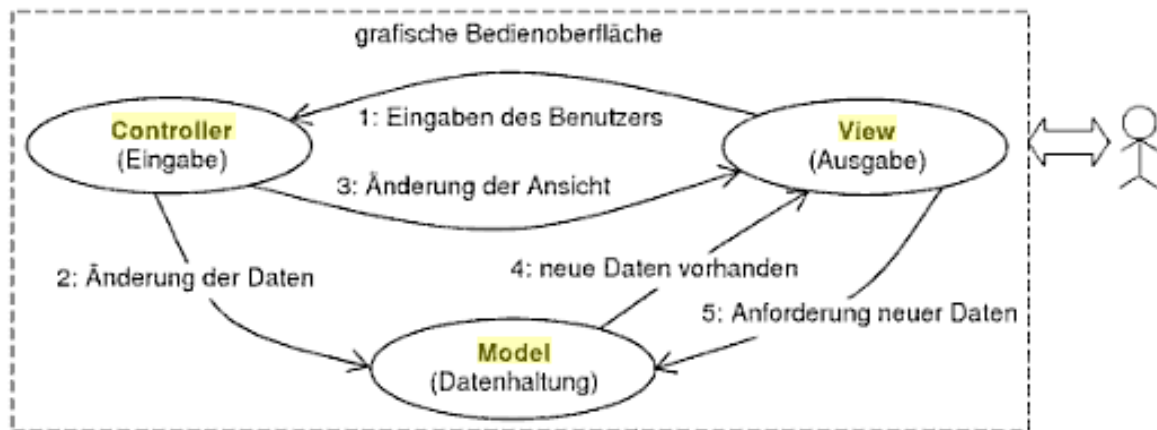 grafische Bedienoberfläche
1: Eingaben des Benutzers
Controller
(Eingabe)
View
(Ausgabe)
3: Änderung der Ansicht
2: Änderung der Daten
4: neue Daten vorhanden
5: Anforderung neuer Daten
Model
(Datenhaltung)